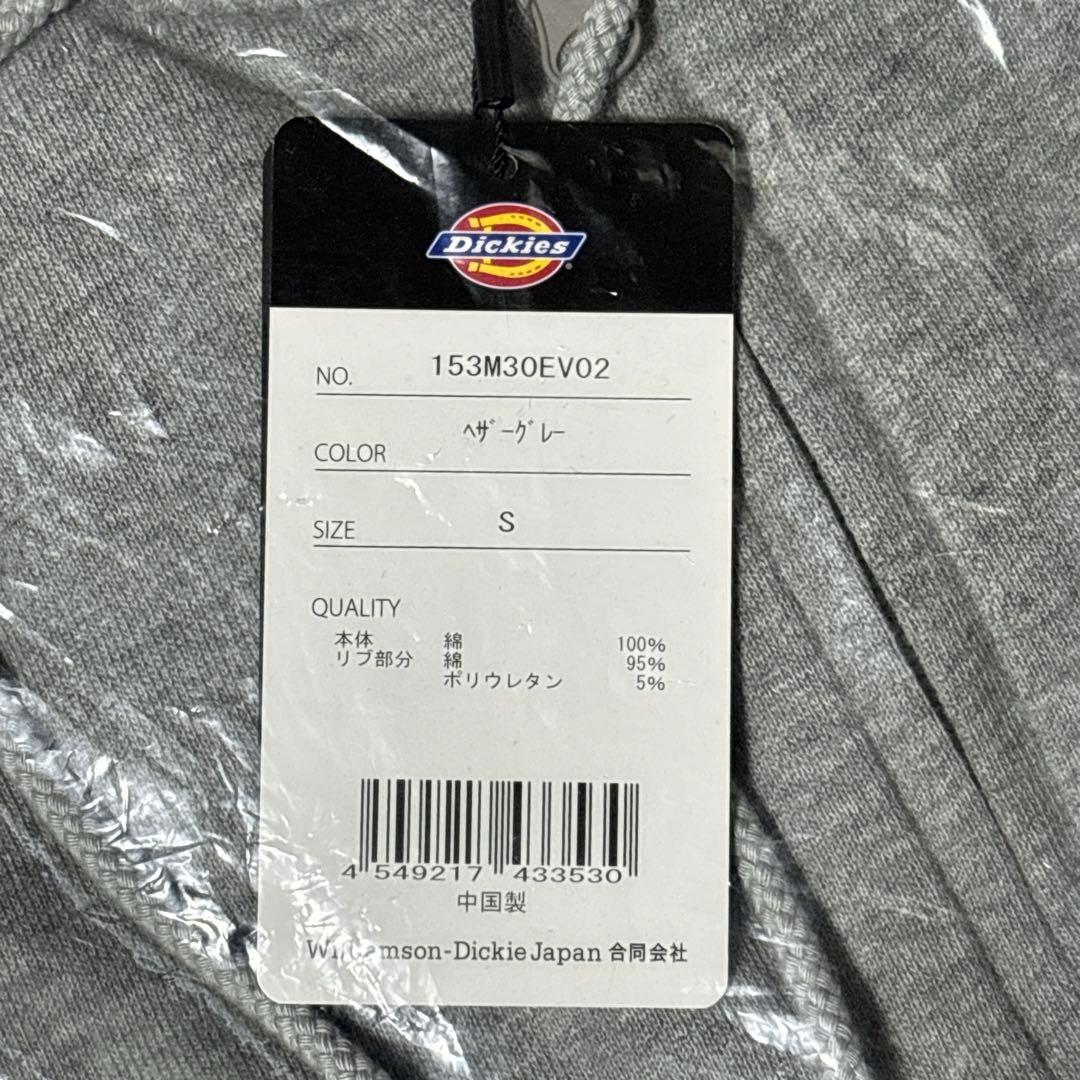 Dickies
NO. 153M30EV02
COLOR ﾍｻﾞｰｸﾞﾚｰ
SIZE S
QUALITY
本体 綿 100%
リブ部分 綿 95%
ポリウレタン 5%
4 549217 433530
中国製
Williamson-Dickie Japan 合同会社